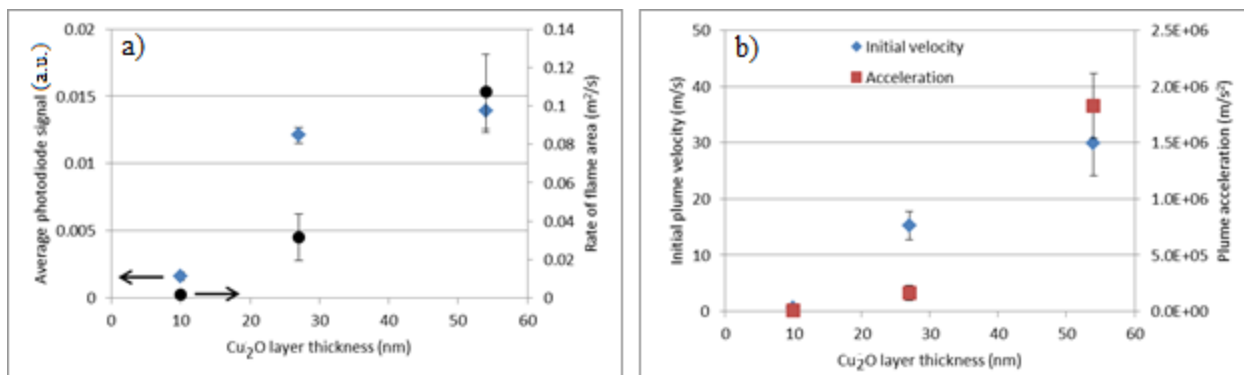 a)
0.02
0.015
0.01
0.005
0
Average photodiode signal (a.u.)
0.14
0.12
0.1
0.08
0.06
0.04
0.02
0
Rate of flame area (m²/s)
0 10 20 30 40 50 60
Cu2O layer thickness (nm)
b)
Initial velocity
Acceleration
50
40
30
20
10
0
Initial plume velocity (m/s)
2.5E+06
2.0E+06
1.5E+06
1.0E+06
5.0E+05
0.0E+00
Plume acceleration (m/s²)
0 10 20 30 40 50 60
Cu2O layer thickness (nm)